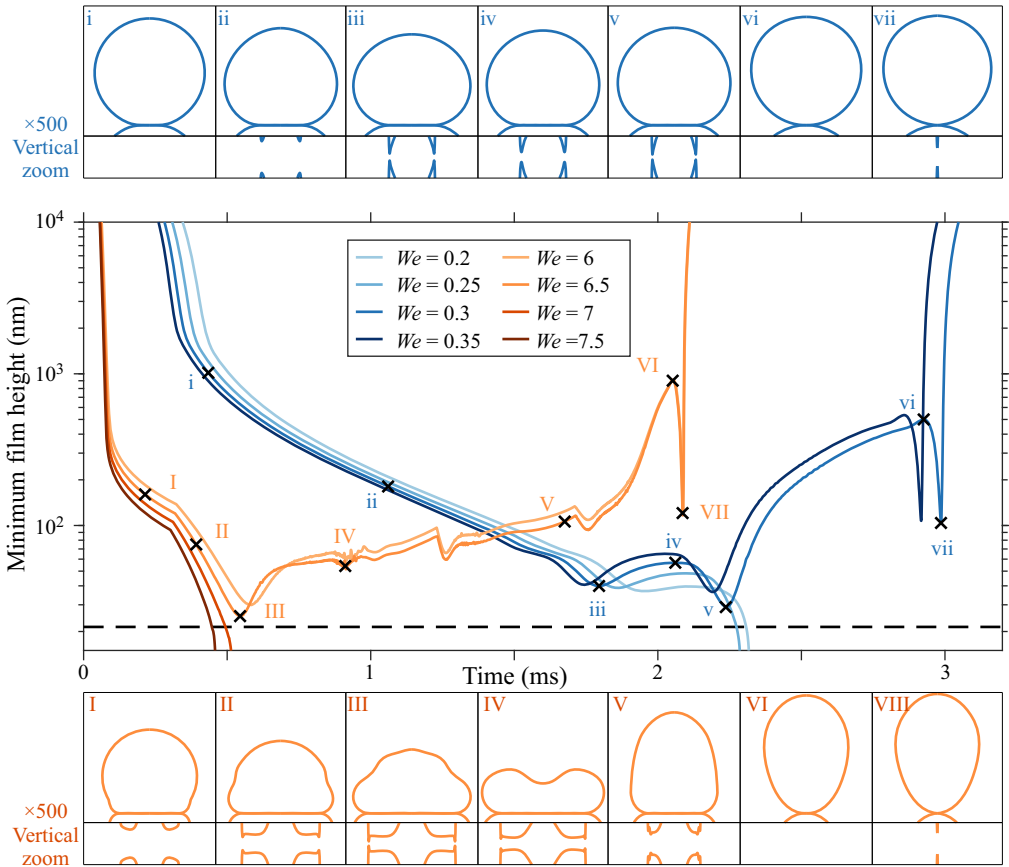 i ii iii iv v vi vii
×500
Vertical
zoom
10⁴
10³
10²
Minimum film height (nm)
We = 0.2 We = 6
We = 0.25 We = 6.5
We = 0.3 We = 7
We = 0.35 We =7.5
i
ii
iii
iv
v
vi
vii
I
II
III
IV
V
VI
VII
0 1 2 3
Time (ms)
I II III IV V VI VIII
×500
Vertical
zoom